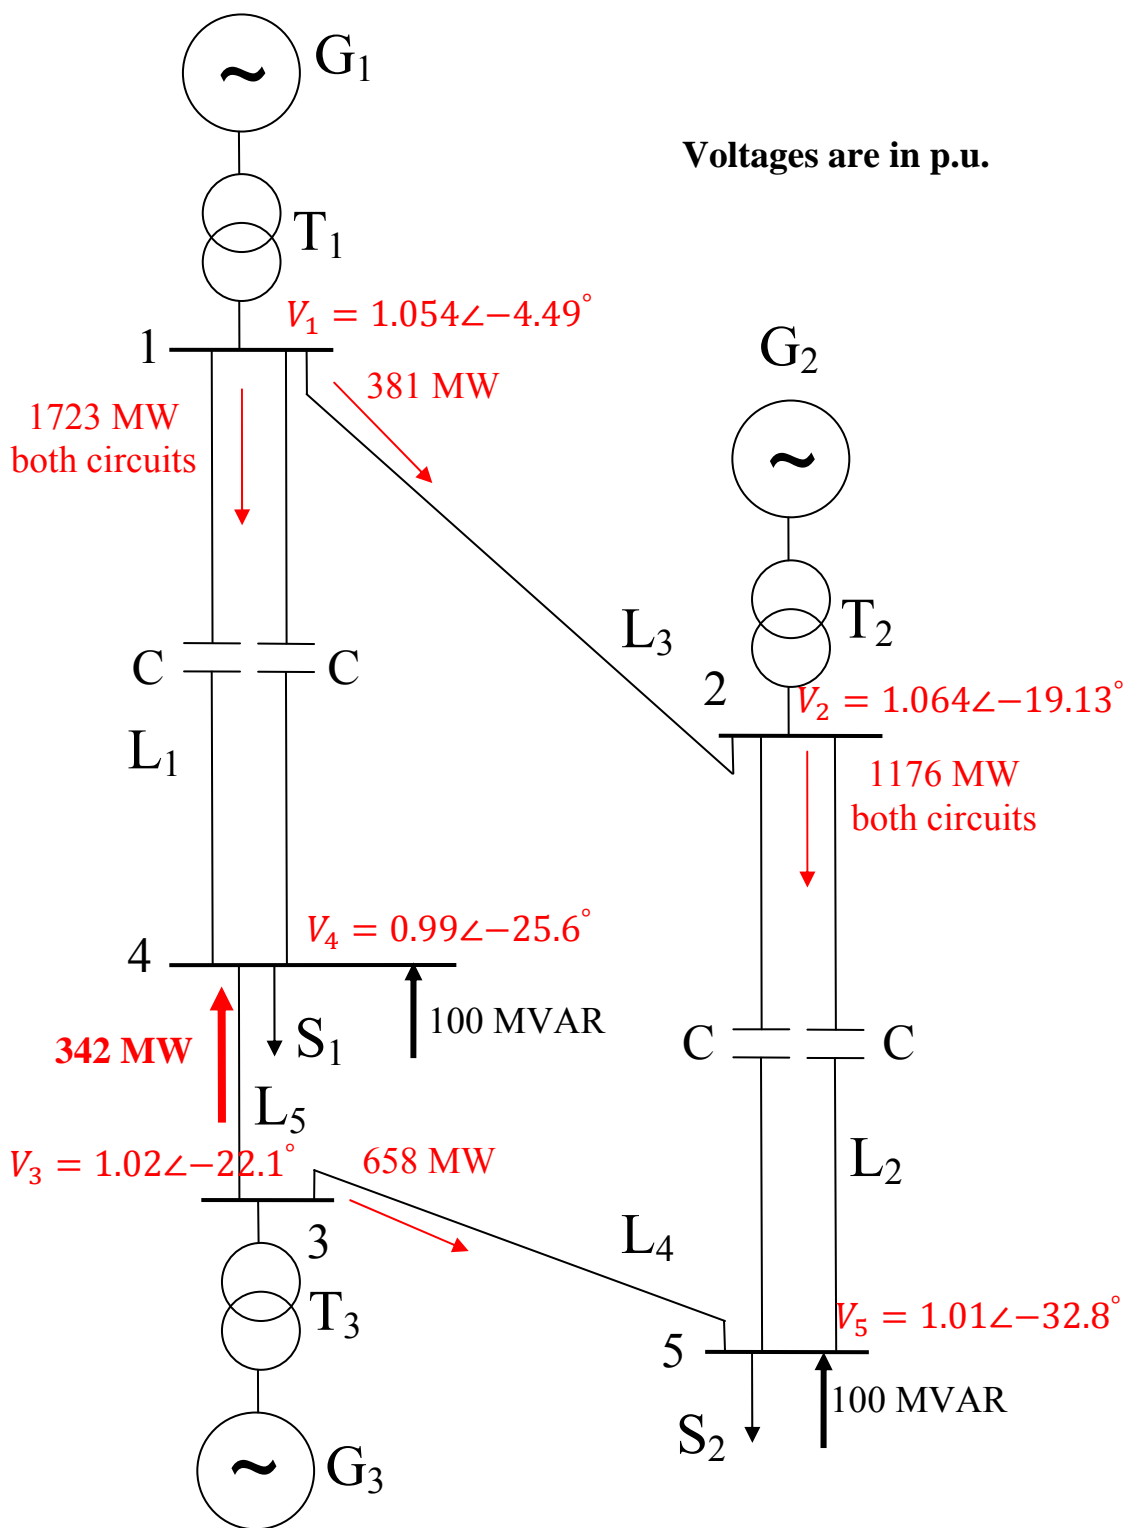 G₁
Voltages are in p.u.
T₁
V₁ = 1.054∠−4.49°
1
381 MW
1723 MW
both circuits
G₂
L₃
T₂
C
C
2
V₂ = 1.064∠−19.13°
L₁
1176 MW
both circuits
V₄ = 0.99∠−25.6°
4
100 MVAR
S₁
342 MW
C
C
L₅
V₃ = 1.02∠−22.1°
658 MW
L₂
3
L₄
T₃
V₅ = 1.01∠−32.8°
5
100 MVAR
S₂
G₃
~
~
~